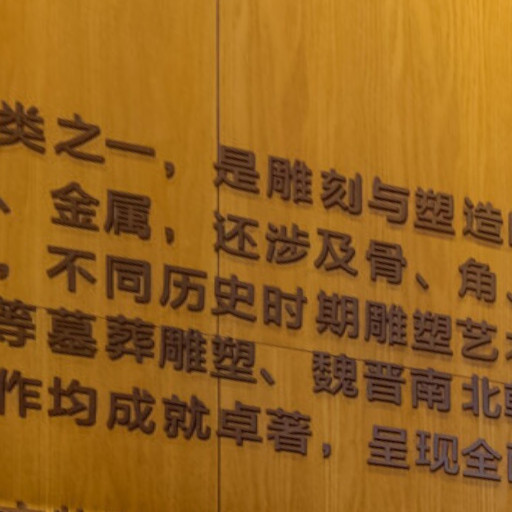 类之一，是雕刻与塑造
、金属，还涉及骨、角、
，不同历史时期雕塑艺
等墓葬雕塑、魏晋南北
作均成就卓著，呈现全